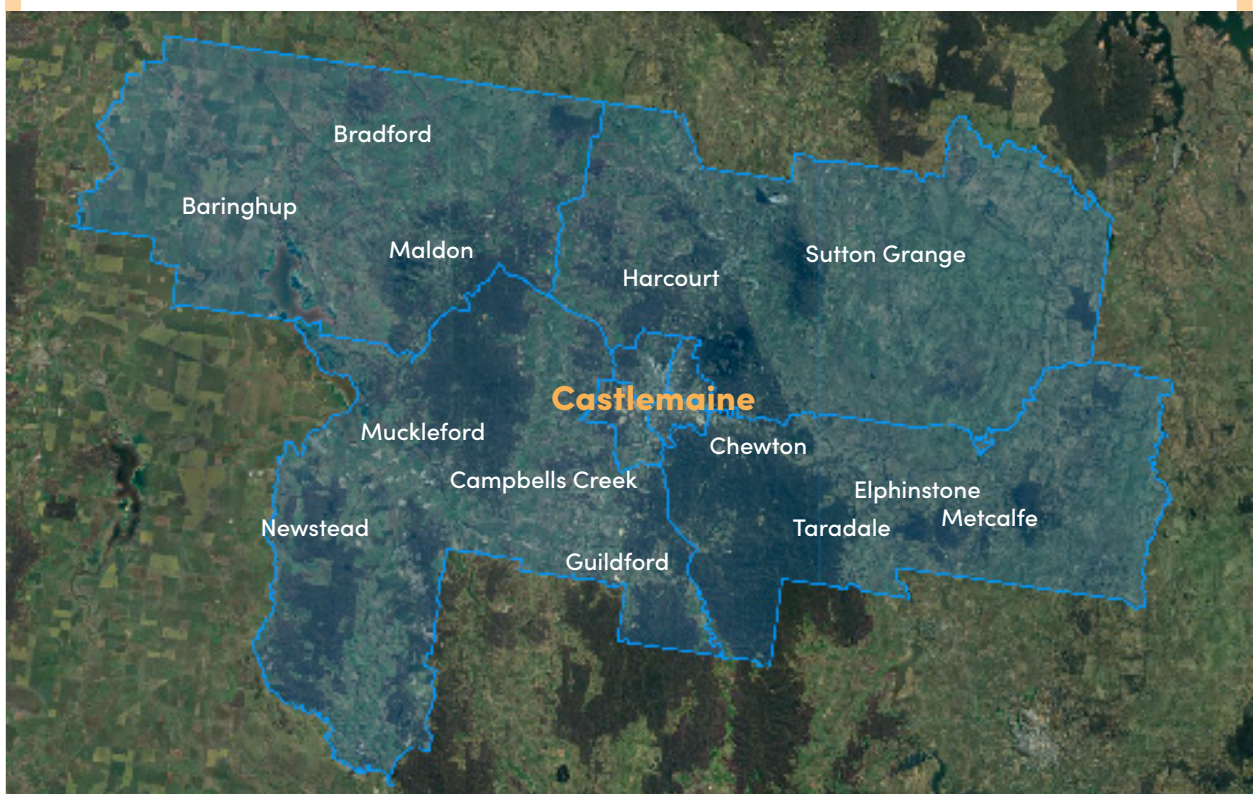 Bradford
Baringhup
Maldon
Sutton Grange
Harcourt
Castlemaine
Muckleford
Chewton
Campbells Creek
Elphinstone
Metcalfe
Newstead
Taradale
Guildford